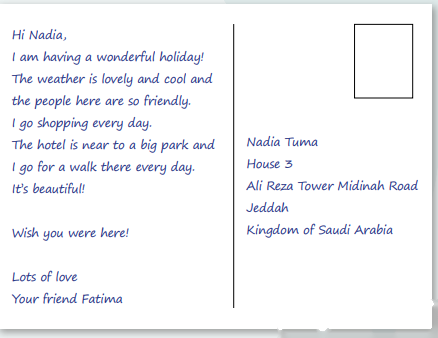 Hi Nadia,
I am having a wonderful holiday!
The weather is lovely and cool and
the people here are so friendly.
I go shopping every day.
The hotel is near to a big park and
I go for a walk there every day.
It's beautiful!
Wish you were here!
Lots of love
Your friend Fatima
Nadia Tuma
House 3
Ali Reza Tower Midinah Road
Jeddah
Kingdom of Saudi Arabia